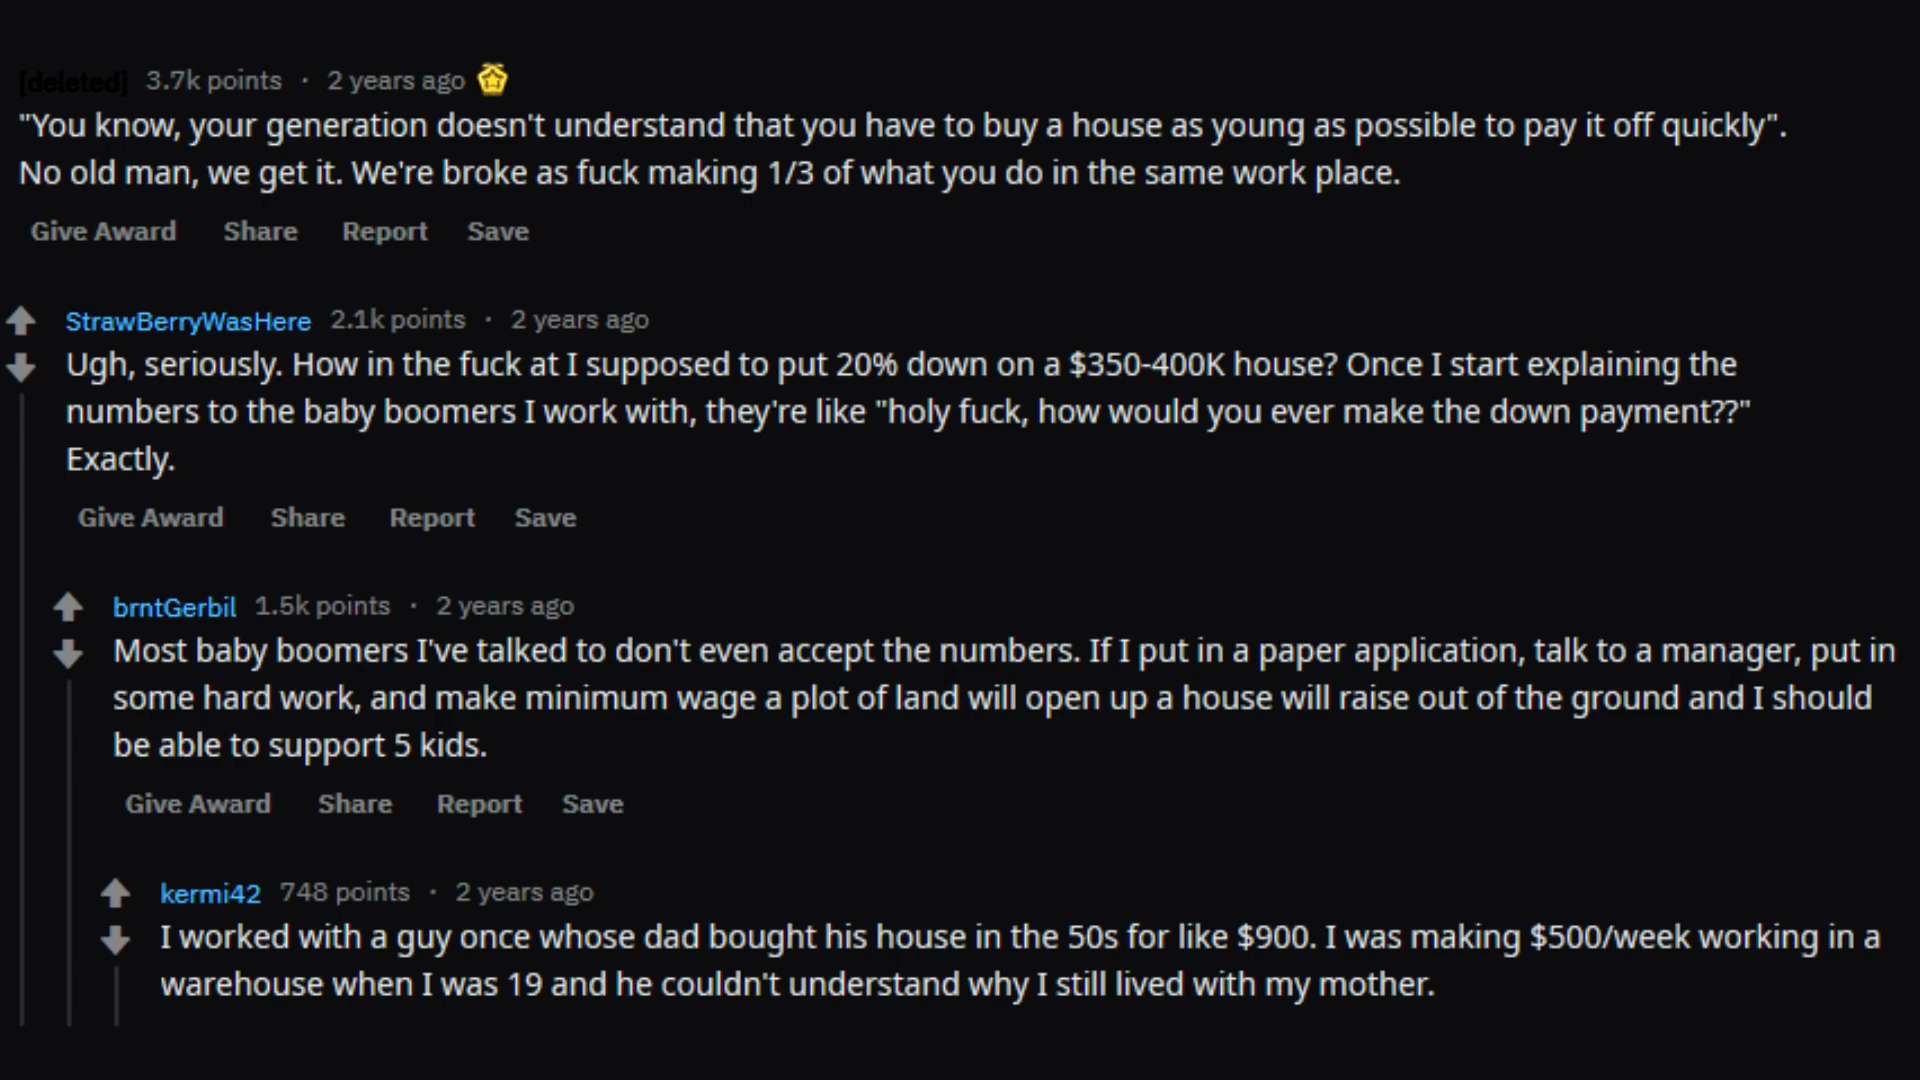 [deleted] 3.7k points · 2 years ago
"You know, your generation doesn't understand that you have to buy a house as young as possible to pay it off quickly".
No old man, we get it. We're broke as fuck making 1/3 of what you do in the same work place.
Give Award Share Report Save
StrawBerryWasHere 2.1k points · 2 years ago
Ugh, seriously. How in the fuck at I supposed to put 20% down on a $350-400K house? Once I start explaining the
numbers to the baby boomers I work with, they're like "holy fuck, how would you ever make the down payment??"
Exactly.
Give Award Share Report Save
brntGerbil 1.5k points · 2 years ago
Most baby boomers I've talked to don't even accept the numbers. If I put in a paper application, talk to a manager, put in
some hard work, and make minimum wage a plot of land will open up a house will raise out of the ground and I should
be able to support 5 kids.
Give Award Share Report Save
kermi42 748 points · 2 years ago
I worked with a guy once whose dad bought his house in the 50s for like $900. I was making $500/week working in a
warehouse when I was 19 and he couldn't understand why I still lived with my mother.